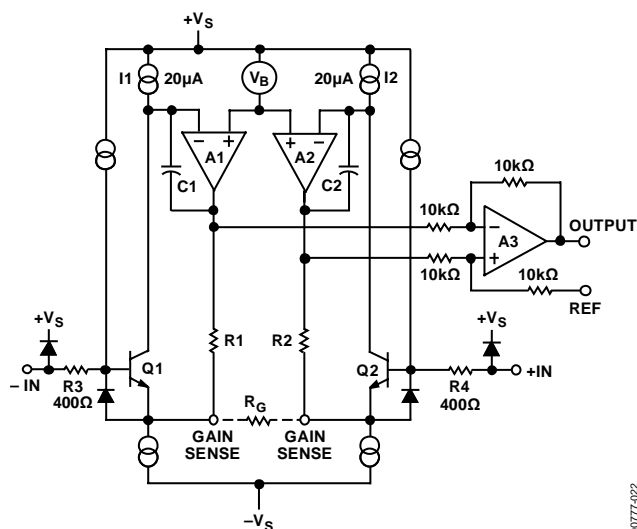 +VS
I1
20µA
VB
20µA
I2
A1
A2
C1
C2
10kΩ
10kΩ
A3
OUTPUT
10kΩ
10kΩ
REF
+VS
R1
R2
+VS
– IN
R3
400Ω
Q1
Q2
R4
400Ω
+IN
RG
GAIN
SENSE
GAIN
SENSE
–VS
00777-022